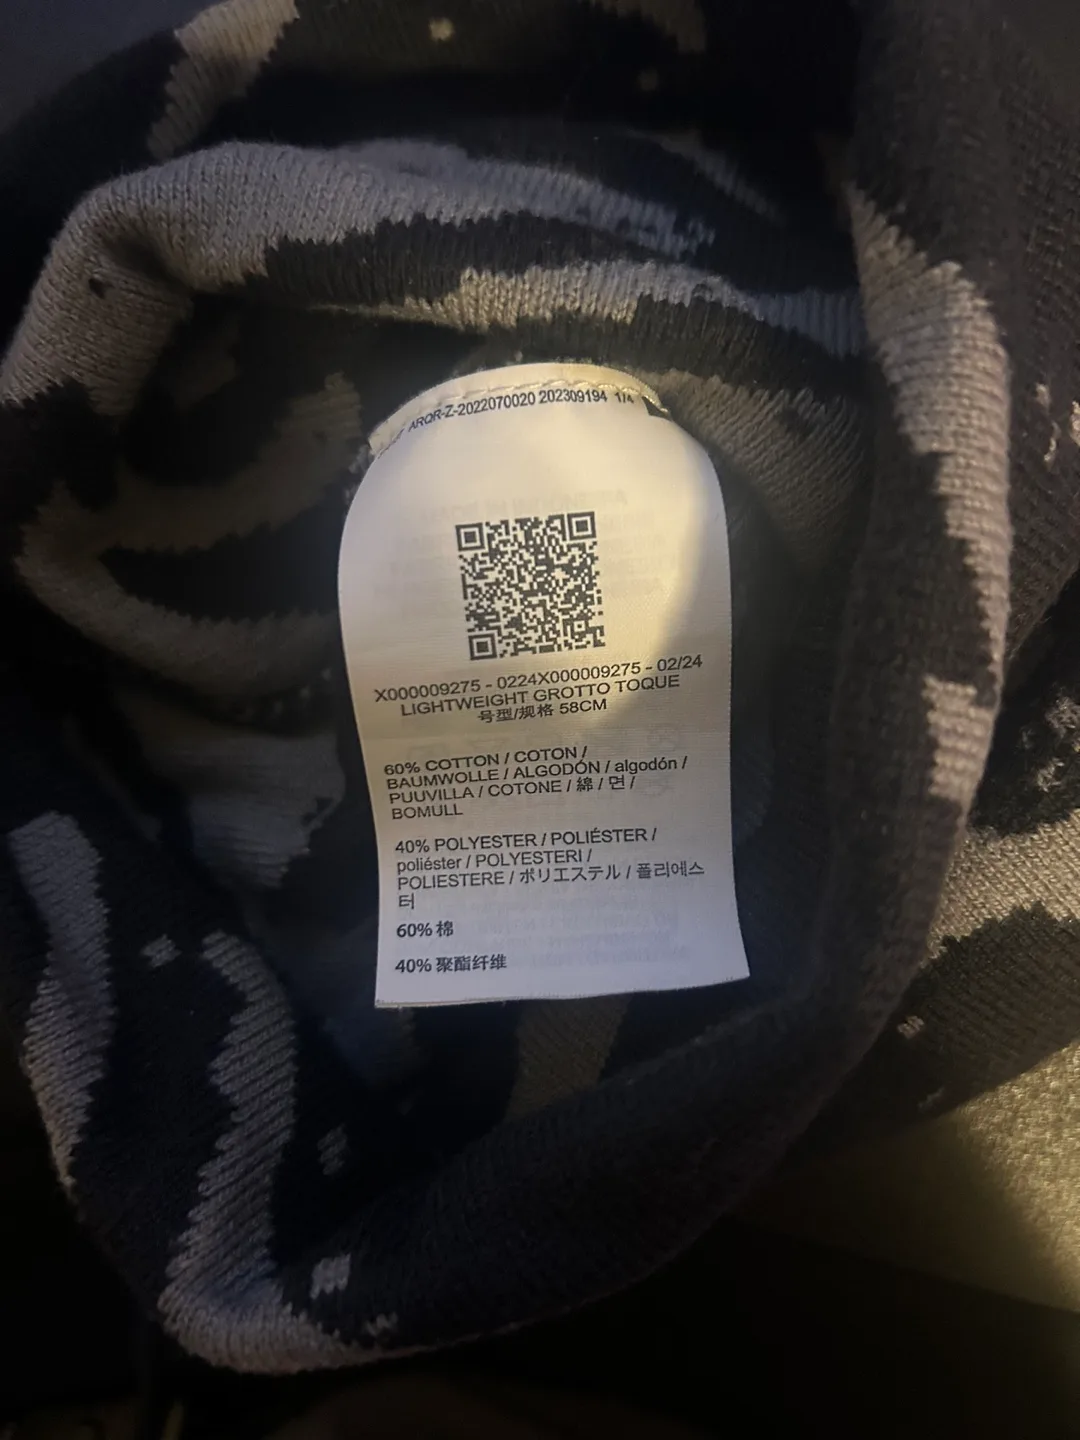 ARQR-Z-2022070020 202309194 1/4
X000009275 - 0224X000009275 - 02/24
LIGHTWEIGHT GROTTO TOQUE
号型/规格 58CM
60% COTTON / COTON /
BAUMWOLLE / ALGODÓN / algodón /
PUUVILLA / COTONE / 綿 / 면 /
BOMULL
40% POLYESTER / POLIÉSTER /
poliéster / POLYESTERI /
POLIESTERE / ポリエステル / 폴리에스
터
60% 棉
40% 聚酯纤维